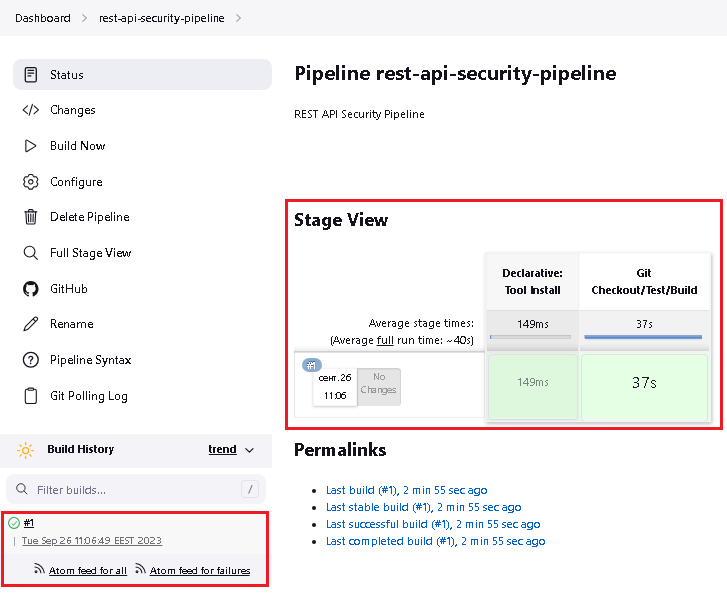 Dashboard > rest-api-security-pipeline >
Status
Changes
Build Now
Configure
Delete Pipeline
Full Stage View
GitHub
Rename
Pipeline Syntax
Git Polling Log
Build History trend
Filter builds... /
#1
Tue Sep 26 11:06:49 EEST 2023
Atom feed for all Atom feed for failures
Pipeline rest-api-security-pipeline
REST API Security Pipeline
Stage View
Declarative:
Tool Install
Git
Checkout/Test/Build
Average stage times:
(Average full run time: ~40s)
149ms
37s
#1
сент. 26
11:06
No
Changes
149ms
37s
Permalinks
Last build (#1), 2 min 55 sec ago
Last stable build (#1), 2 min 55 sec ago
Last successful build (#1), 2 min 55 sec ago
Last completed build (#1), 2 min 55 sec ago